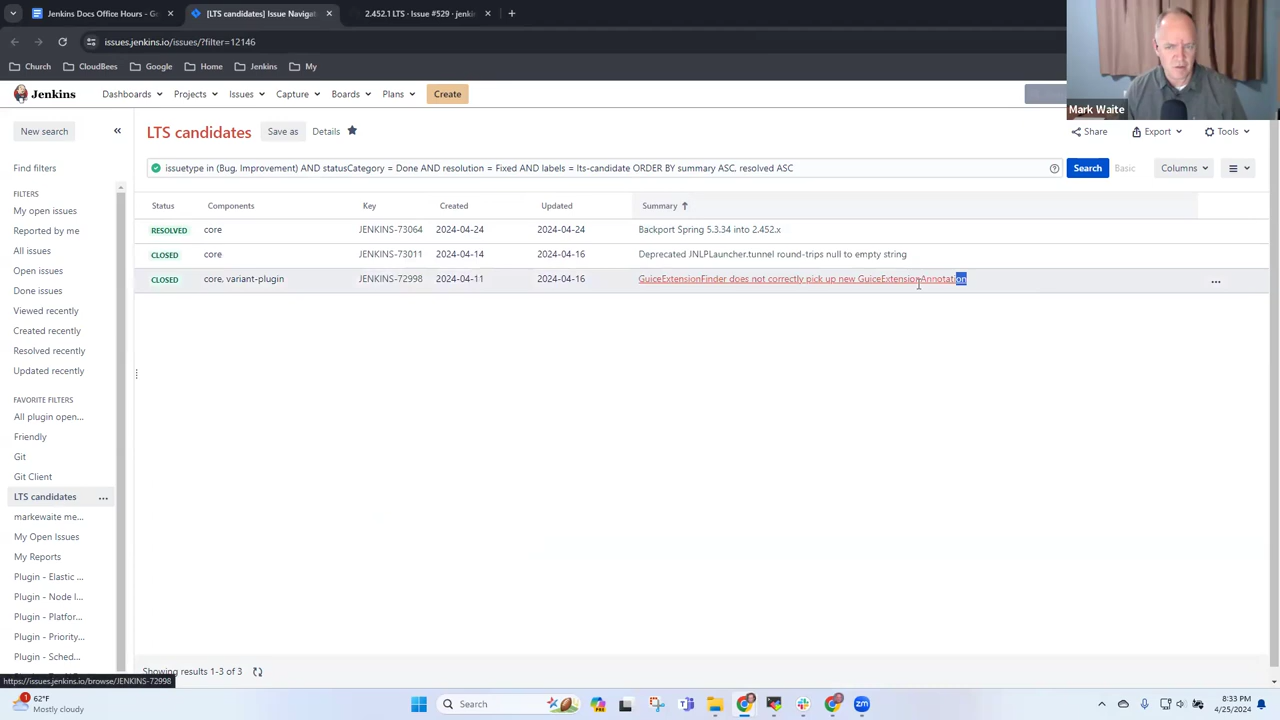 Jenkins Docs Office Hours - G
[LTS candidates] Issue Navigat
2.452.1 LTS · Issue #529 · jenki
issues.jenkins.io/issues/?filter=12146
Church
CloudBees
Google
Home
Jenkins
My
Mark Waite
Jenkins
Dashboards
Projects
Issues
Capture
Boards
Plans
Create
New search
LTS candidates
Save as
Details
Share
Export
Tools
Find filters
issuetype in (Bug, Improvement) AND statusCategory = Done AND resolution = Fixed AND labels = lts-candidate ORDER BY summary ASC, resolved ASC
Search
Basic
Columns
FILTERS
My open issues
Reported by me
All issues
Open issues
Done issues
Viewed recently
Created recently
Resolved recently
Updated recently
FAVORITE FILTERS
All plugin open...
Friendly
Git
Git Client
LTS candidates
markewaite me...
My Open Issues
My Reports
Plugin - Elastic ...
Plugin - Node I...
Plugin - Platfor...
Plugin - Priority...
Plugin - Sched...
Status Components Key Created Updated Summary
RESOLVED core JENKINS-73064 2024-04-24 2024-04-24 Backport Spring 5.3.34 into 2.452.x
CLOSED core JENKINS-73011 2024-04-14 2024-04-16 Deprecated JNLPLauncher.tunnel round-trips null to empty string
CLOSED core, variant-plugin JENKINS-72998 2024-04-11 2024-04-16 GuiceExtensionFinder does not correctly pick up new GuiceExtensionAnnotation
Showing results 1-3 of 3
https://issues.jenkins.io/browse/JENKINS-72998
1
62°F
Mostly cloudy
Search
8:33 PM
4/25/2024